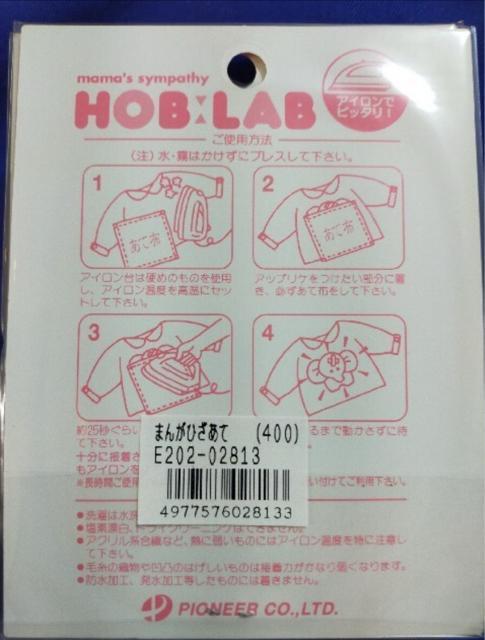 mama's sympathy
HOB:LAB
アイロンで
ピッタリ!
ご使用方法
(注)水・霧はかけずにプレスして下さい。
1
あて布
2
あて布
アイロン台は硬めのものを使用
し、アイロン温度を高温にセッ
トして下さい。
アップリケをつけたい部分に置
き、必ずあて布をして下さい。
3
4
約25秒ぐらい
て下さい。
十分に接着さ
もアイロンを
※長時間ご使用
るまで動かさずに待
い付けてご利用下さい。
まんがひざあて (400)
E202-02813
4977576028133
●洗濯は水洗
●塩素漂白、ドライクリーニングはできません。
●アクリル系合繊など、熱に弱いものにはアイロン温度を特に注意し
て下さい。
●毛糸の織物や凹凸のはげしいものは接着力がかなり弱くなります。
●防水加工、発水加工等したものには着きません。
PIONEER CO.,LTD.